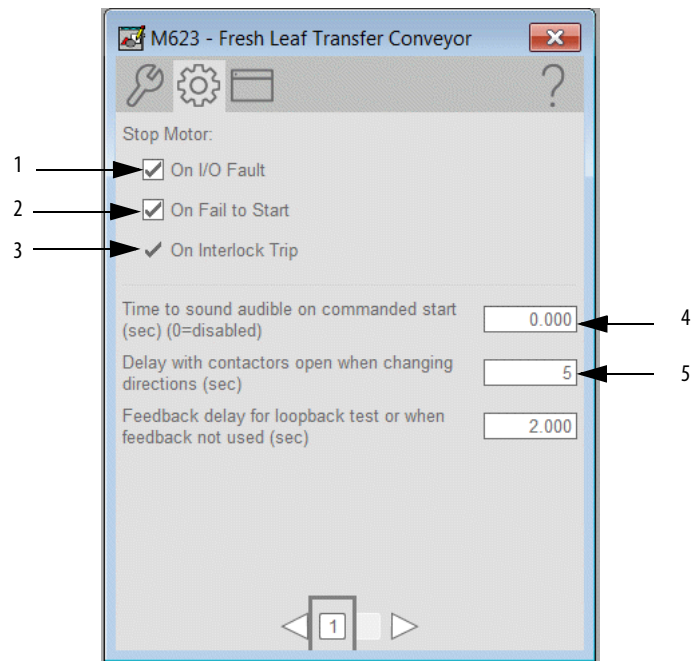 M623 - Fresh Leaf Transfer Conveyor
?
Stop Motor:
1
On I/O Fault
2
On Fail to Start
3
On Interlock Trip
Time to sound audible on commanded start
(sec) (0=disabled)
0.000
4
Delay with contactors open when changing
directions (sec)
5
5
Feedback delay for loopback test or when
feedback not used (sec)
2.000
1